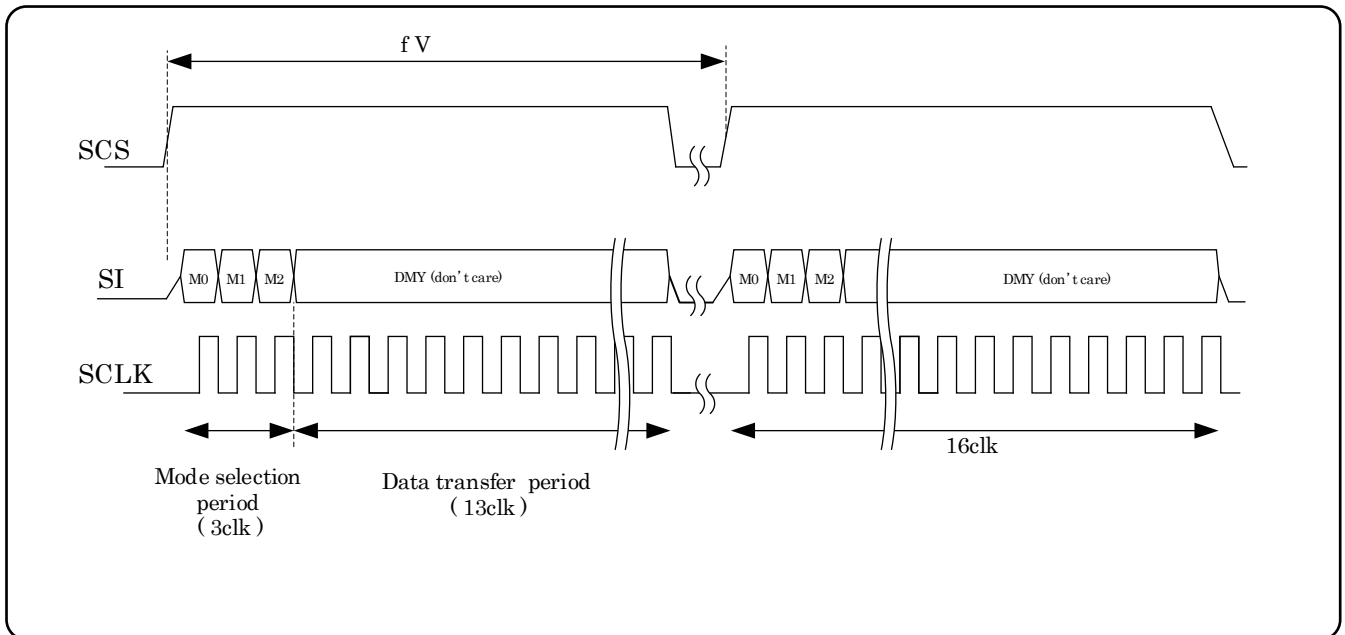 f V
SCS
SI
M0 M1 M2 DMY (don't care) M0 M1 M2 DMY (don't care)
SCLK
16clk
Mode selection
period
( 3clk )
Data transfer period
( 13clk )